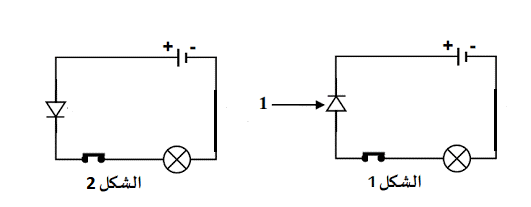 + -
+ -
1
الشكل 1
الشكل 2